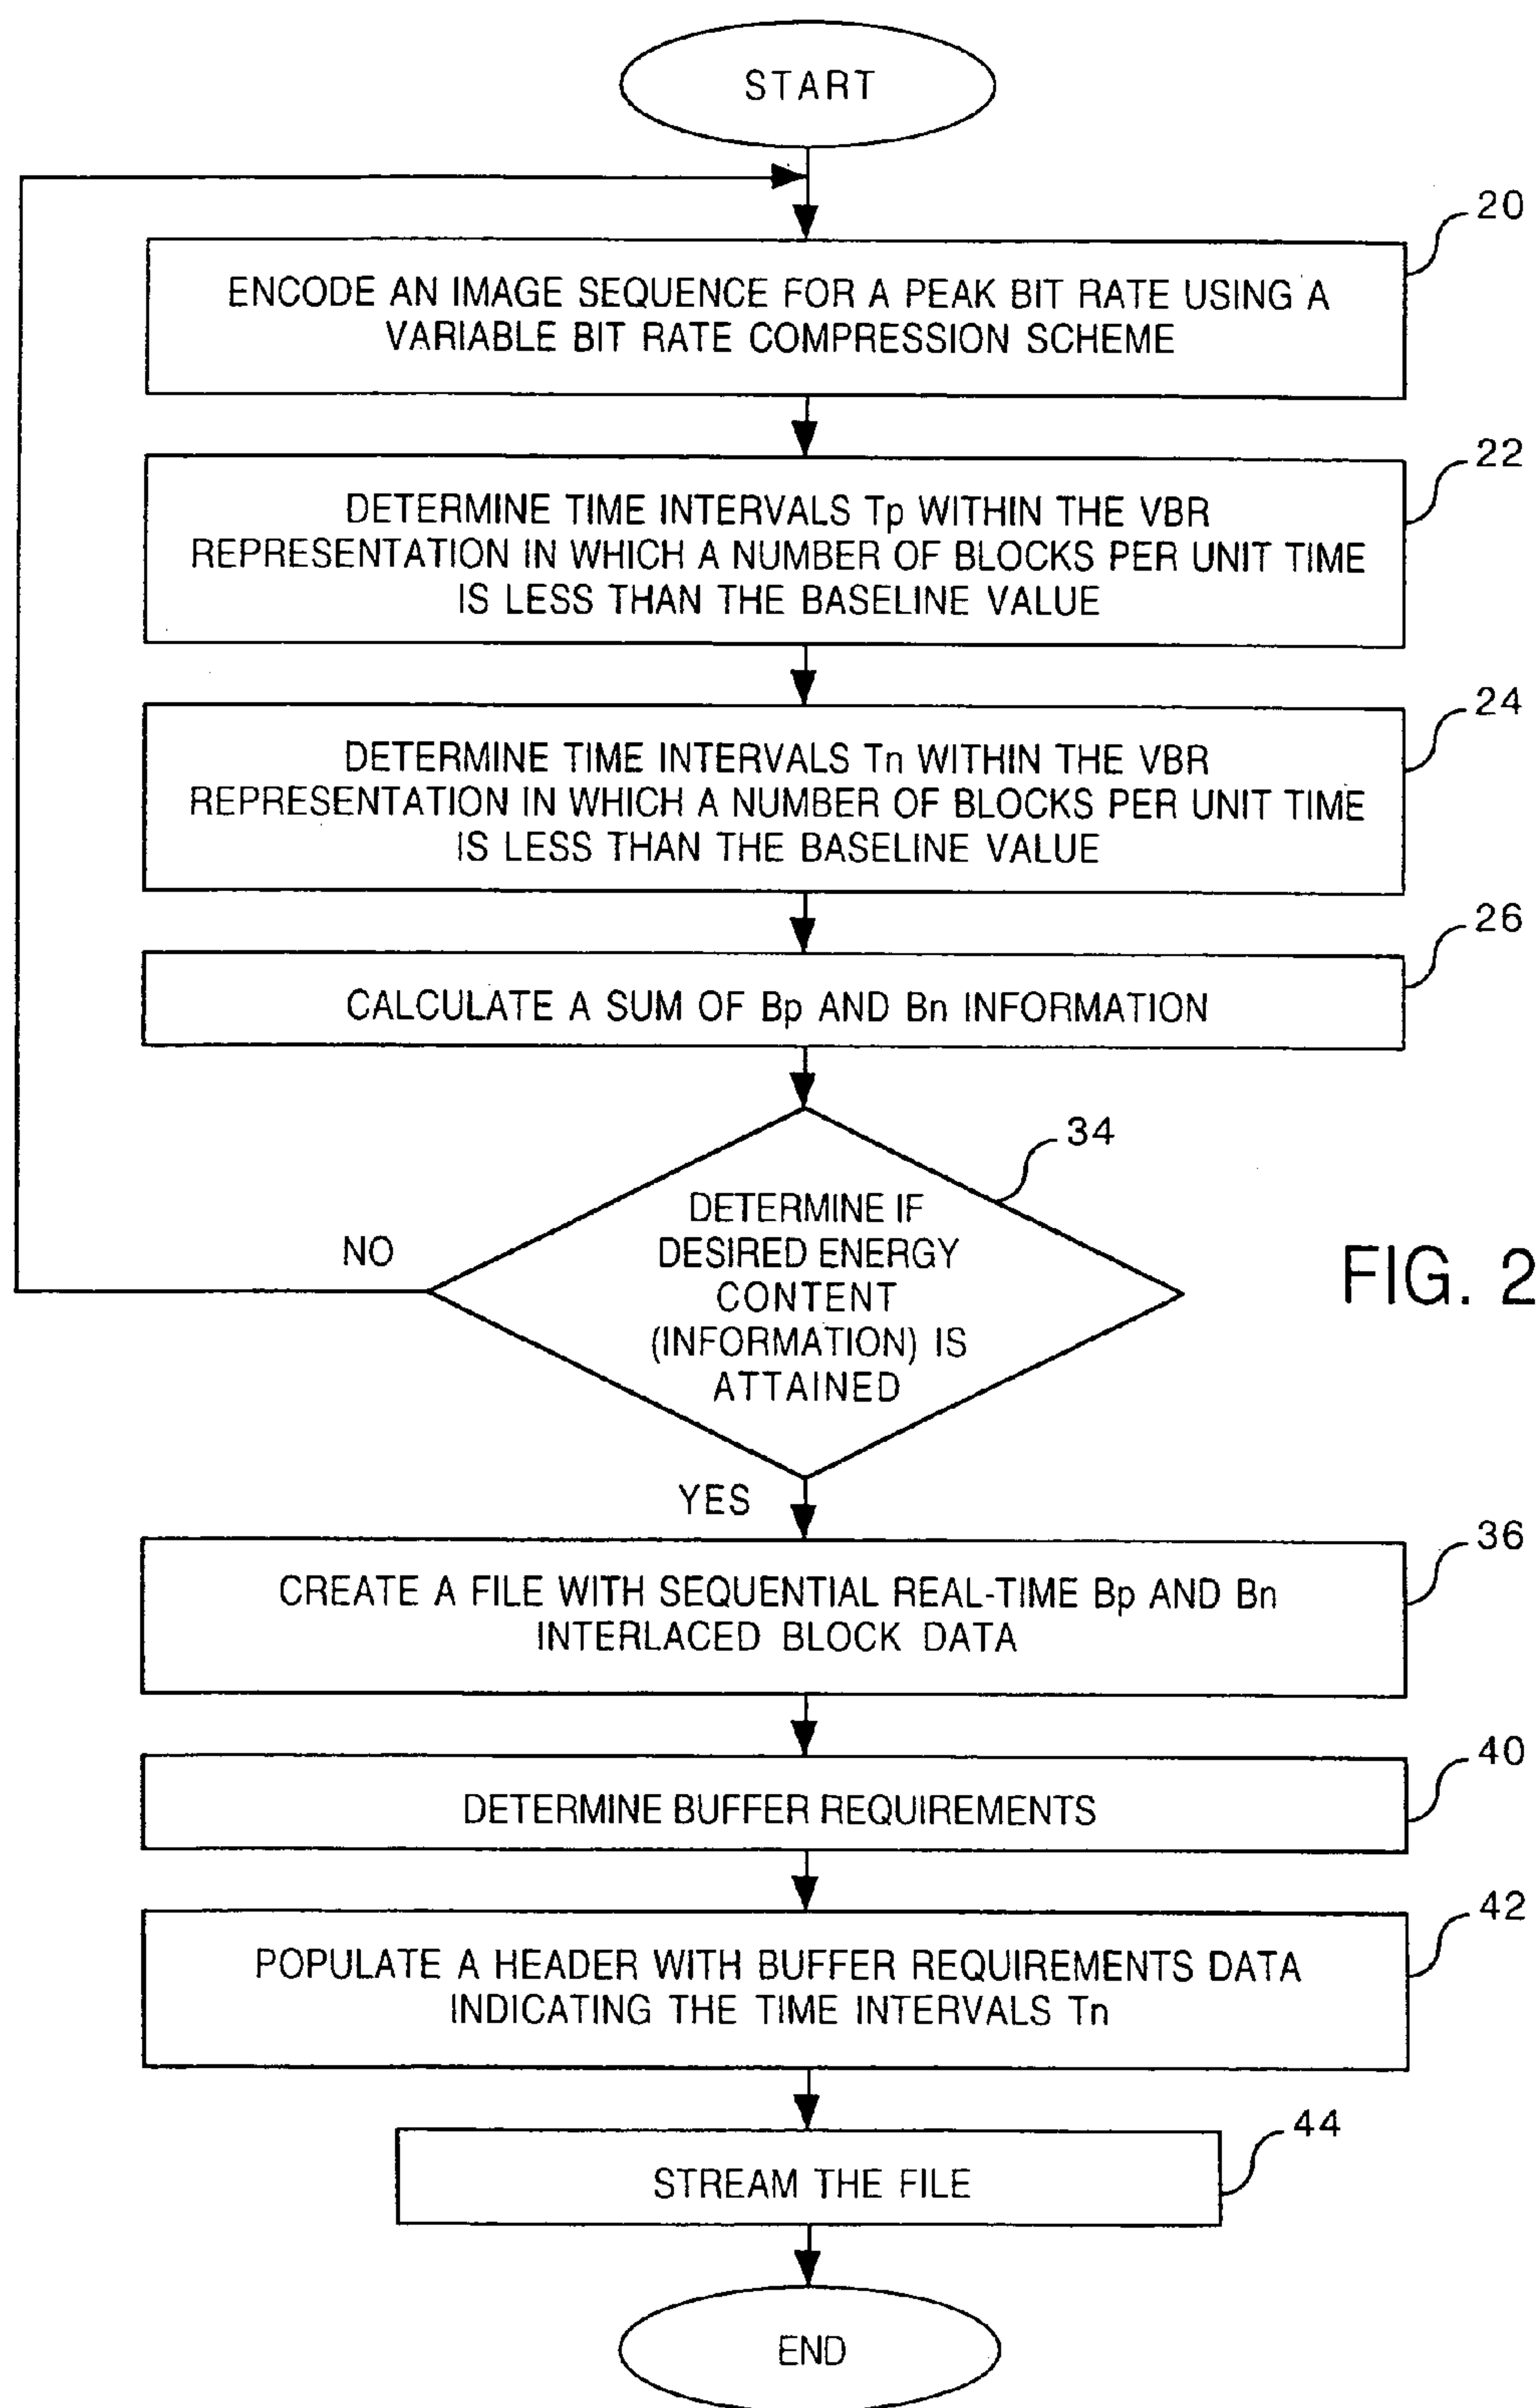 START
20
ENCODE AN IMAGE SEQUENCE FOR A PEAK BIT RATE USING A
VARIABLE BIT RATE COMPRESSION SCHEME
22
DETERMINE TIME INTERVALS Tp WITHIN THE VBR
REPRESENTATION IN WHICH A NUMBER OF BLOCKS PER UNIT TIME
IS LESS THAN THE BASELINE VALUE
24
DETERMINE TIME INTERVALS Tn WITHIN THE VBR
REPRESENTATION IN WHICH A NUMBER OF BLOCKS PER UNIT TIME
IS LESS THAN THE BASELINE VALUE
26
CALCULATE A SUM OF Bp AND Bn INFORMATION
34
DETERMINE IF
DESIRED ENERGY
CONTENT
(INFORMATION) IS
ATTAINED
NO
FIG. 2
YES
36
CREATE A FILE WITH SEQUENTIAL REAL-TIME Bp AND Bn
INTERLACED BLOCK DATA
40
DETERMINE BUFFER REQUIREMENTS
42
POPULATE A HEADER WITH BUFFER REQUIREMENTS DATA
INDICATING THE TIME INTERVALS Tn
44
STREAM THE FILE
END